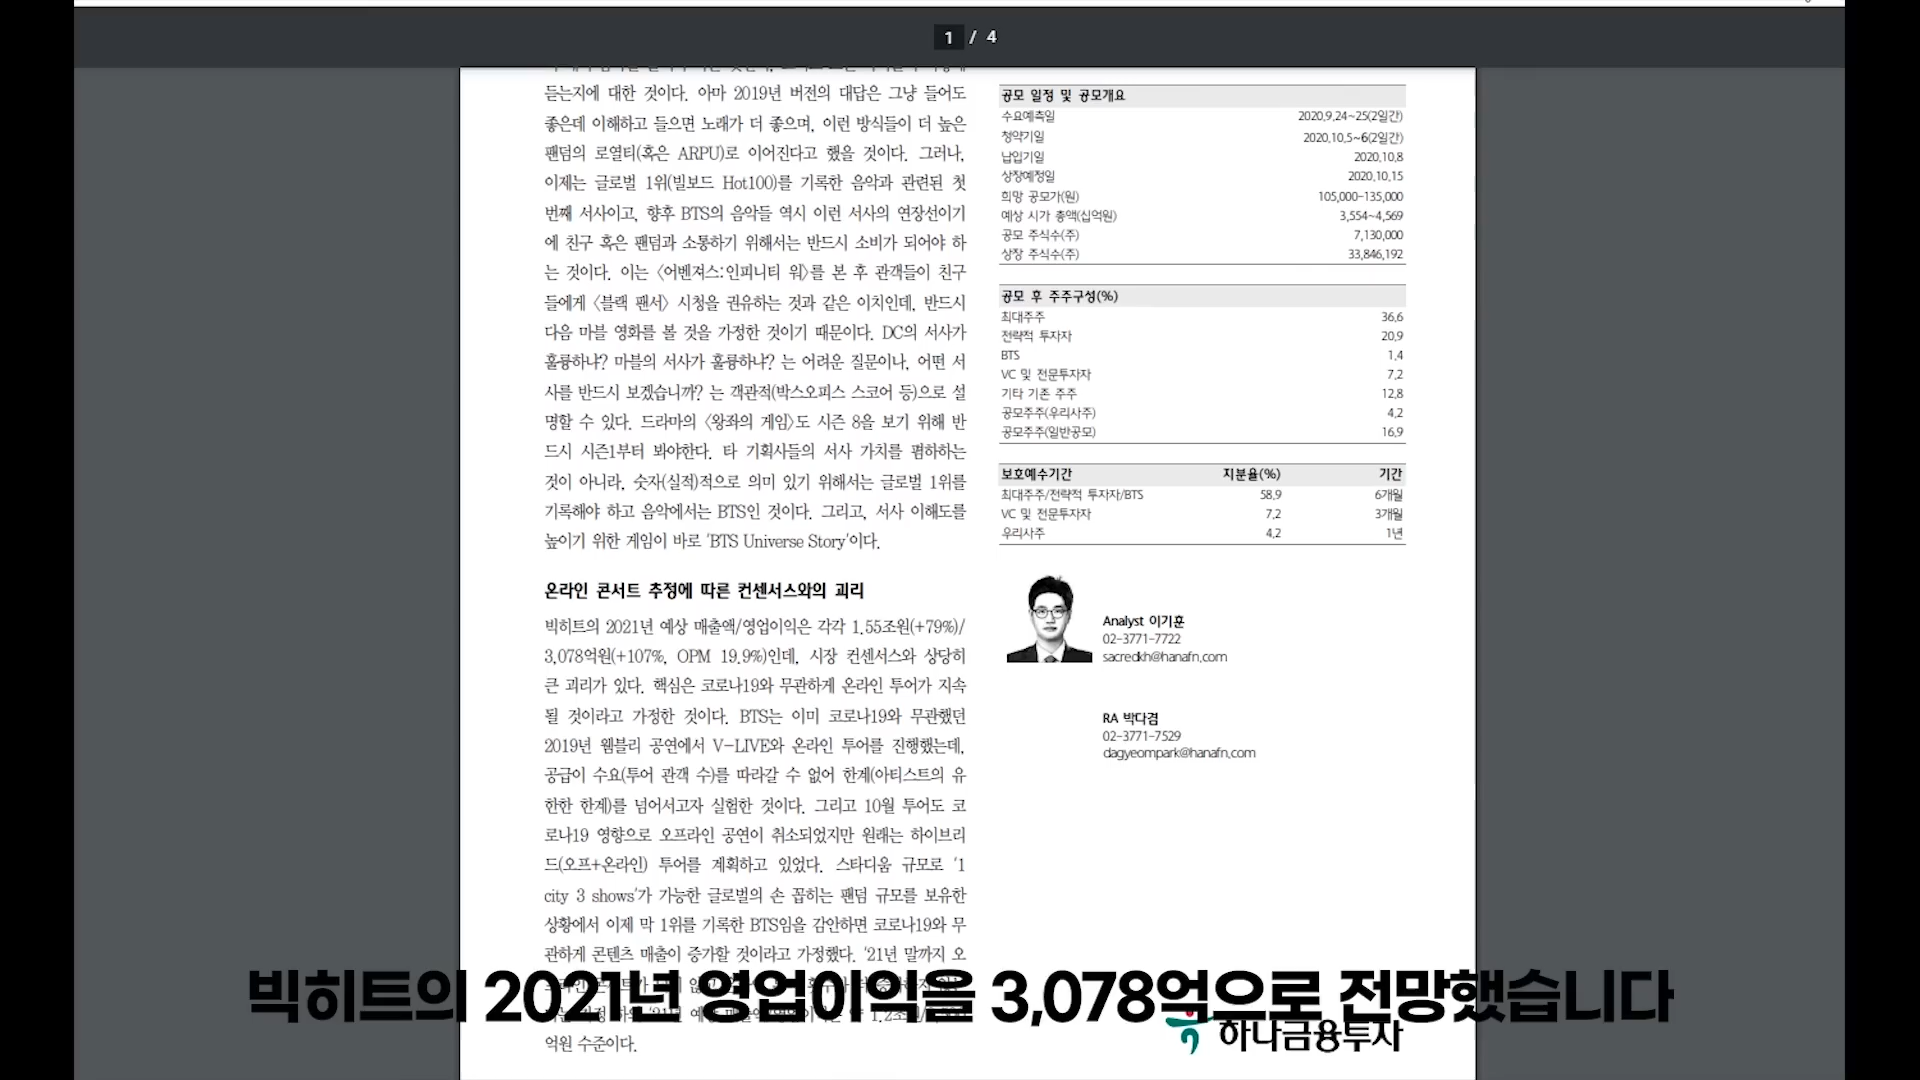 1 / 4
듣는지에 대한 것이다. 아마 2019년 버전의 대답은 그냥 들어도
좋은데 이해하고 들으면 노래가 더 좋으며, 이런 방식들이 더 높은
팬덤의 로열티(혹은 ARPU)로 이어진다고 했을 것이다. 그러나,
이제는 글로벌 1위(빌보드 Hot100)를 기록한 음악과 관련된 첫
번째 서사이고, 향후 BTS의 음악들 역시 이런 서사의 연장선이기
에 친구 혹은 팬덤과 소통하기 위해서는 반드시 소비가 되어야 하
는 것이다. 이는 〈어벤져스:인피니티 워〉를 본 후 관객들이 친구
들에게 〈블랙 팬서〉 시청을 권유하는 것과 같은 이치인데, 반드시
다음 마블 영화를 볼 것을 가정한 것이기 때문이다. DC의 서사가
훌륭하냐? 마블의 서사가 훌륭하냐? 는 어려운 질문이나, 어떤 서
사를 반드시 보겠습니까? 는 객관적(박스오피스 스코어 등)으로 설
명할 수 있다. 드라마의 〈왕좌의 게임〉도 시즌 8을 보기 위해 반
드시 시즌1부터 봐야한다. 타 기획사들의 서사 가치를 폄하하는
것이 아니라, 숫자(실적)적으로 의미 있기 위해서는 글로벌 1위를
기록해야 하고 음악에서는 BTS인 것이다. 그리고, 서사 이해도를
높이기 위한 게임이 바로 'BTS Universe Story'이다.
온라인 콘서트 추정에 따른 컨센서스와의 괴리
빅히트의 2021년 예상 매출액/영업이익은 각각 1.55조원(+79%)/
3,078억원(+107%, OPM 19.9%)인데, 시장 컨센서스와 상당히
큰 괴리가 있다. 핵심은 코로나19와 무관하게 온라인 투어가 지속
될 것이라고 가정한 것이다. BTS는 이미 코로나19와 무관했던
2019년 웸블리 공연에서 V-LIVE와 온라인 투어를 진행했는데,
공급이 수요(투어 관객 수)를 따라갈 수 없어 한계(아티스트의 유
한한 한계)를 넘어서고자 실험한 것이다. 그리고 10월 투어도 코
로나19 영향으로 오프라인 공연이 취소되었지만 원래는 하이브리
드(오프+온라인) 투어를 계획하고 있었다. 스타디움 규모로 '1
city 3 shows'가 가능한 글로벌의 손 꼽히는 팬덤 규모를 보유한
상황에서 이제 막 1위를 기록한 BTS임을 감안하면 코로나19와 무
관하게 콘텐츠 매출이 증가할 것이라고 가정했다. '21년 말까지 오
억원 수준이다.
공모 일정 및 공모개요
수요예측일 2020.9.24~25(2일간)
청약기일 2020.10.5~6(2일간)
납입기일 2020.10.8
상장예정일 2020.10.15
희망 공모가(원) 105,000-135,000
예상 시가 총액(십억원) 3,554~4,569
공모 주식수(주) 7,130,000
상장 주식수(주) 33,846,192
공모 후 주주구성(%)
최대주주 36.6
전략적 투자자 20.9
BTS 1.4
VC 및 전문투자자 7.2
기타 기존 주주 12.8
공모주주(우리사주) 4.2
공모주주(일반공모) 16.9
보호예수기간 지분율(%) 기간
최대주주/전략적 투자자/BTS 58.9 6개월
VC 및 전문투자자 7.2 3개월
우리사주 4.2 1년
Analyst 이기훈
02-3771-7722
sacredkh@hanafn.com
RA 박다겸
02-3771-7529
dagyeompark@hanafn.com
빅히트의 2021년 영업이익을 3,078억으로 전망했습니다
하나금융투자